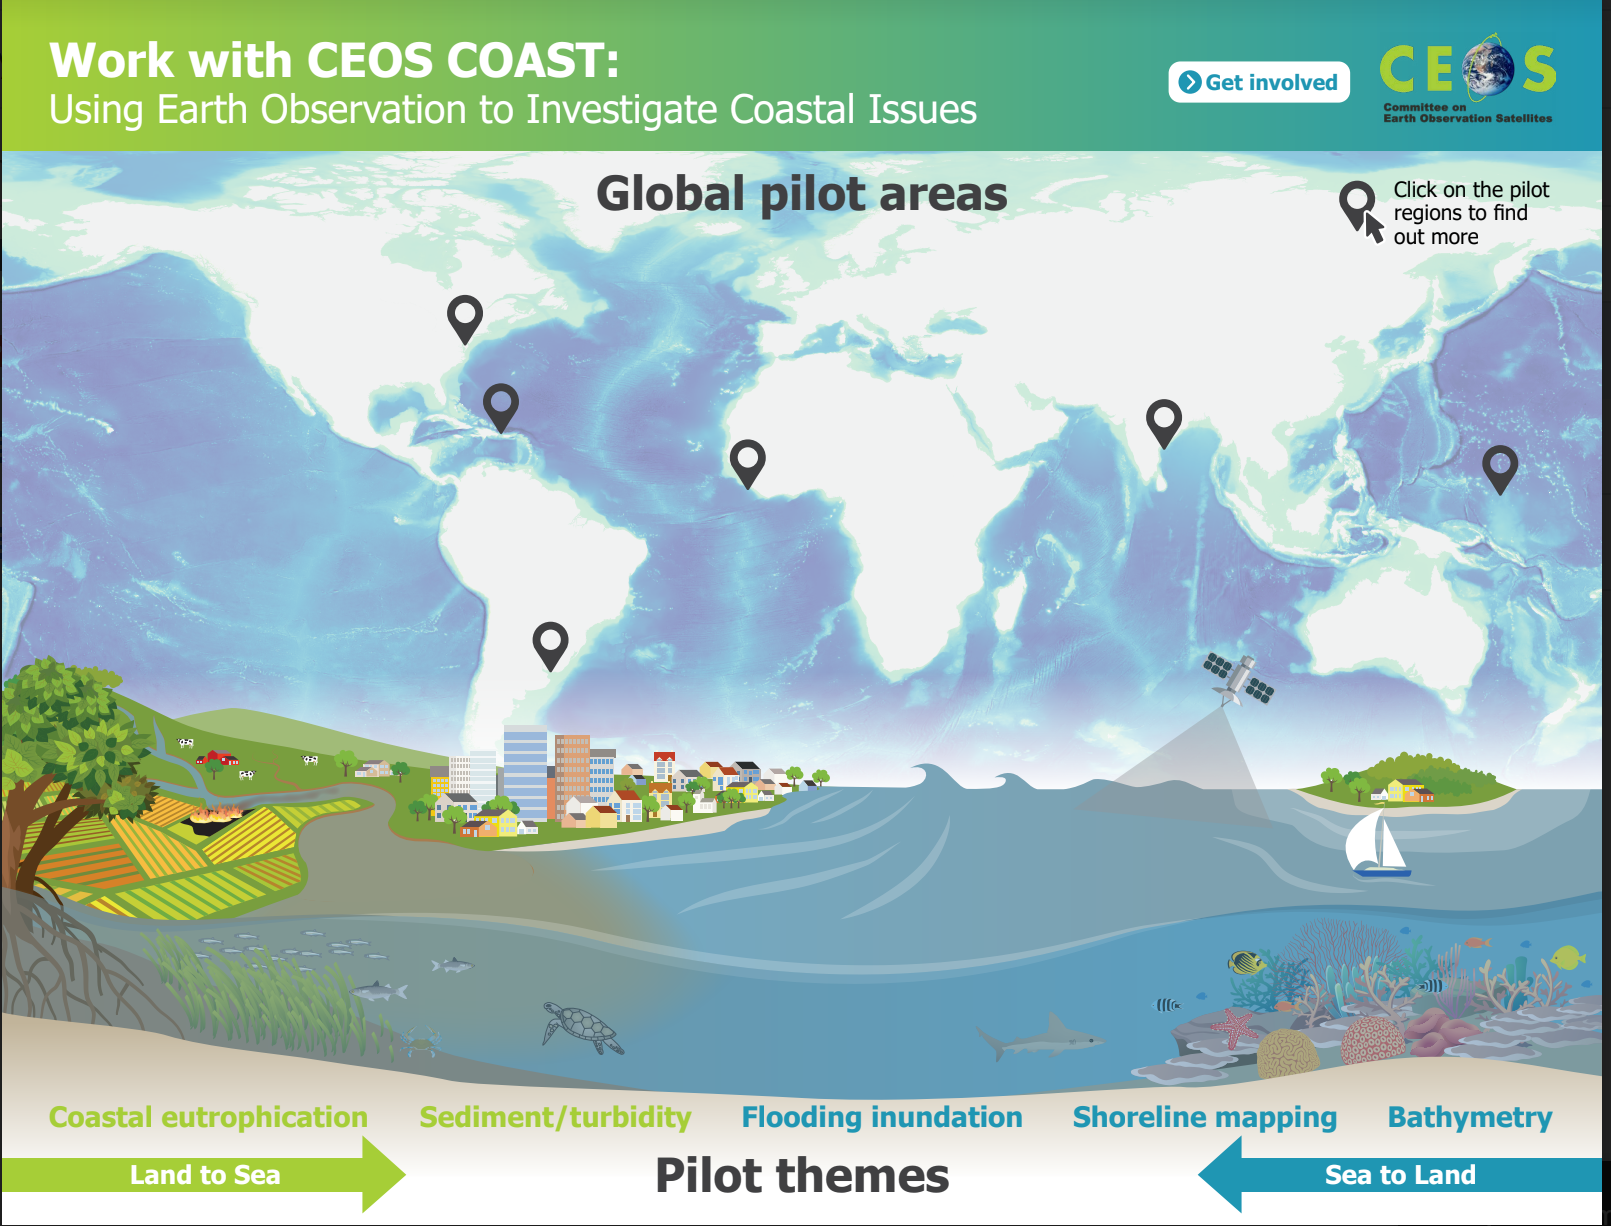 Work with CEOS COAST:
Using Earth Observation to Investigate Coastal Issues
Get involved
CEOS
Committee on
Earth Observation Satellites
Global pilot areas
Click on the pilot
regions to find
out more
Coastal eutrophication
Sediment/turbidity
Flooding inundation
Shoreline mapping
Bathymetry
Land to Sea
Pilot themes
Sea to Land